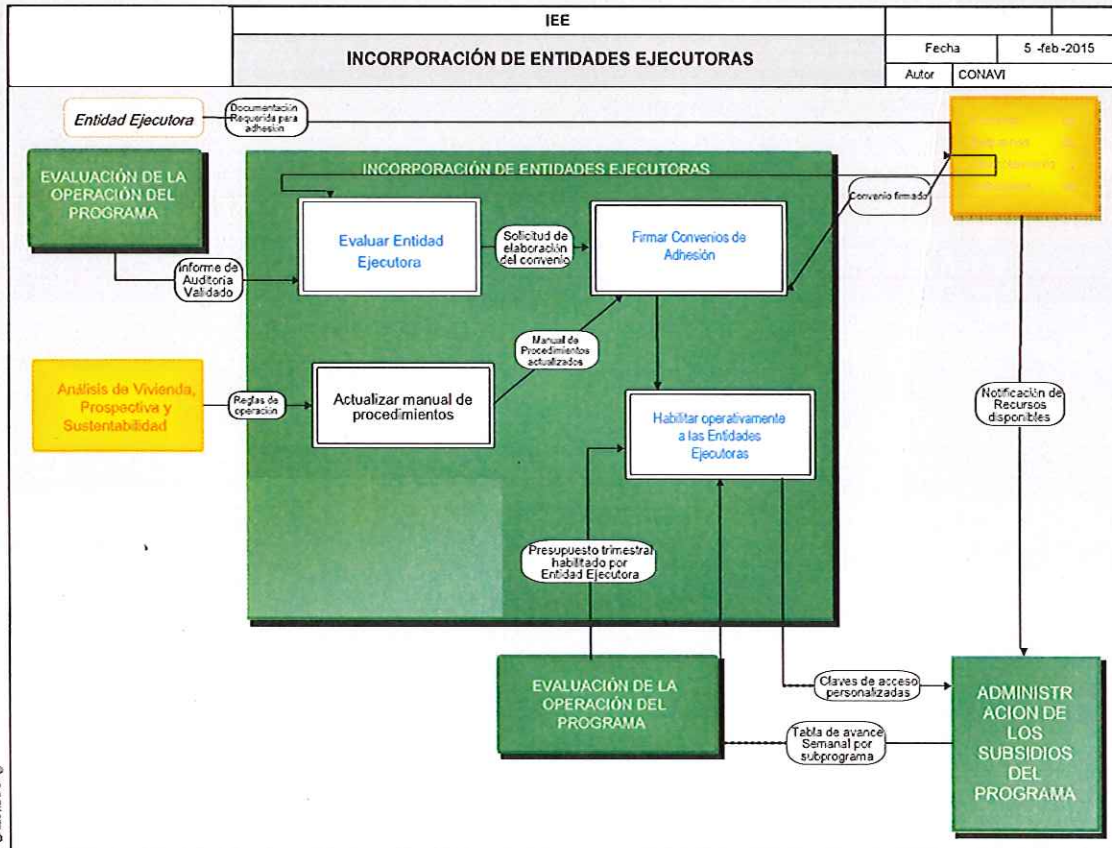 IEE
INCORPORACIÓN DE ENTIDADES EJECUTORAS
Fecha
5 -feb -2015
Autor
CONAVI
Entidad Ejecutora
Documentación
Requerida para
adhesión
EVALUACIÓN DE LA
OPERACIÓN DEL
PROGRAMA
INCORPORACIÓN DE ENTIDADES EJECUTORAS
Convenio firmado
Evaluar Entidad
Ejecutora
Solicitud de
elaboración
del convenio
Firmar Convenios de
Adhesión
Informe de
Auditoría
Validado
Manual de
Procedimientos
actualizados
Análisis de Vivienda,
Prospectiva y
Sustentabilidad
Reglas de
operación
Actualizar manual de
procedimientos
Habilitar operativamente
a las Entidades
Ejecutoras
Notificación de
Recursos
disponibles
Presupuesto trimestral
habilitado por
Entidad Ejecutora
EVALUACIÓN DE LA
OPERACIÓN DEL
PROGRAMA
Claves de acceso
personalizadas
Tabla de avance
Semanal por
subprograma
ADMINISTR
ACION DE
LOS
SUBSIDIOS
DEL
PROGRAMA